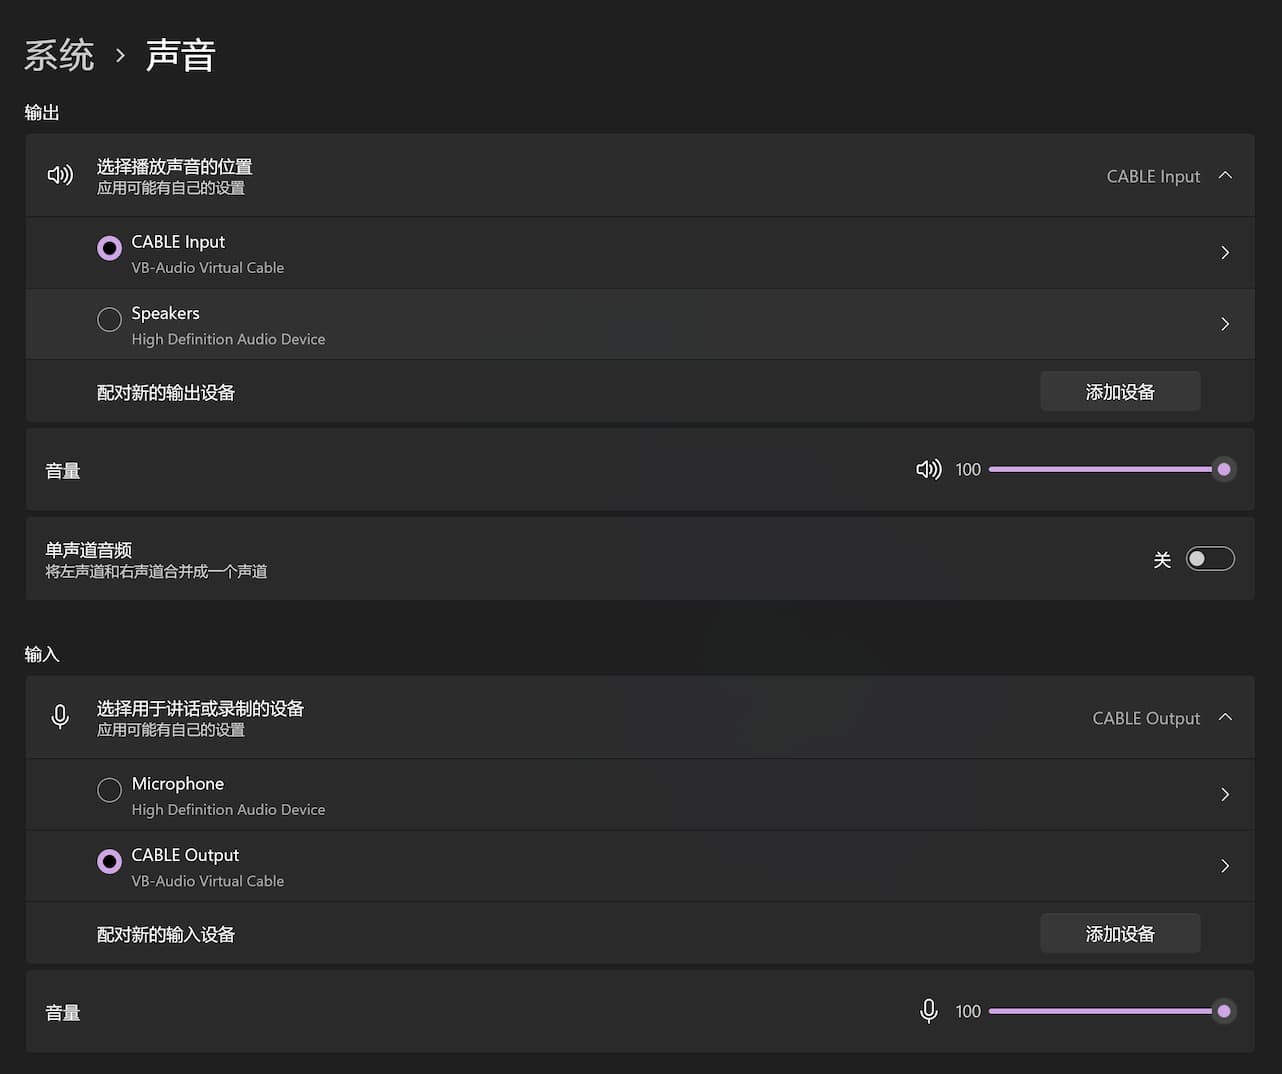 系统 › 声音
输出
选择播放声音的位置
应用可能有自己的设置
CABLE Input
CABLE Input
VB-Audio Virtual Cable
Speakers
High Definition Audio Device
配对新的输出设备
添加设备
音量
100
单声道音频
将左声道和右声道合并成一个声道
关
输入
选择用于讲话或录制的设备
应用可能有自己的设置
CABLE Output
Microphone
High Definition Audio Device
CABLE Output
VB-Audio Virtual Cable
配对新的输入设备
添加设备
音量
100